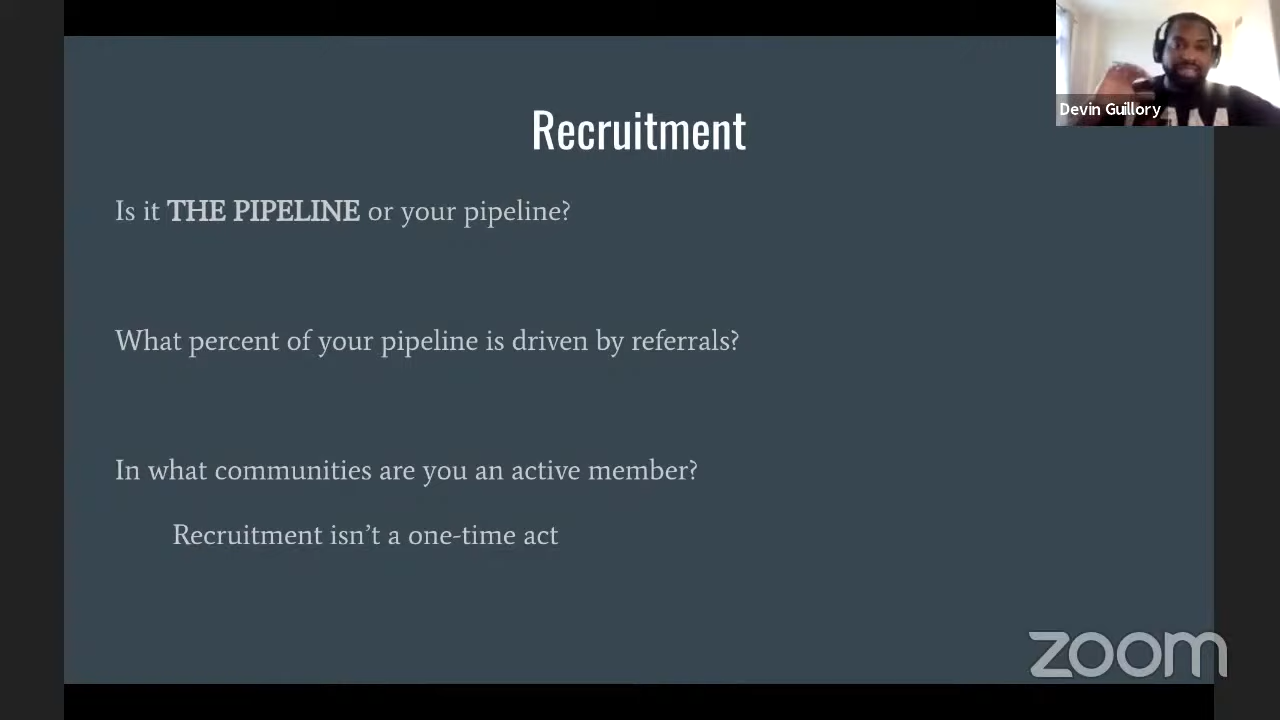 Recruitment
Devin Guillory
Is it THE PIPELINE or your pipeline?
What percent of your pipeline is driven by referrals?
In what communities are you an active member?
Recruitment isn’t a one-time act
zoom